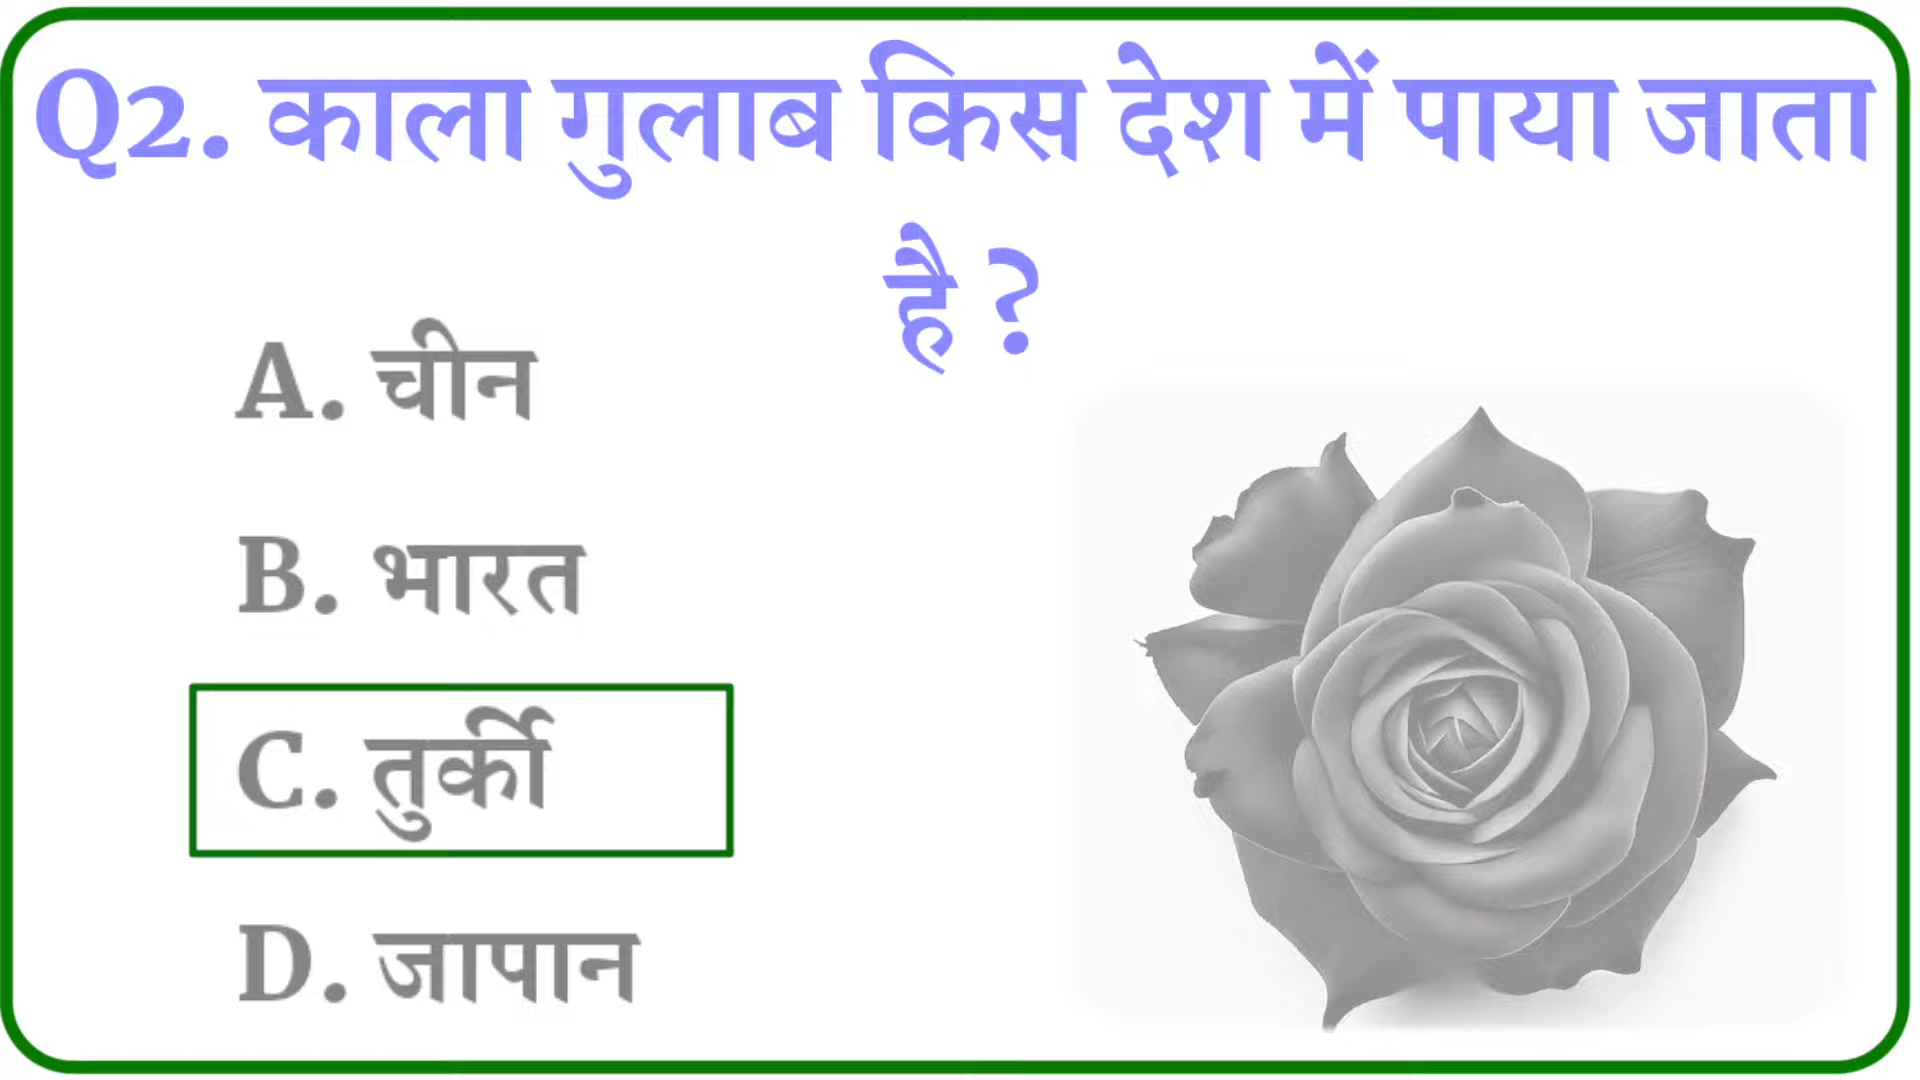 Q2. काला गुलाब किस देश में पाया जाता
है ?
A. चीन
B. भारत
C. तुर्की
D. जापान